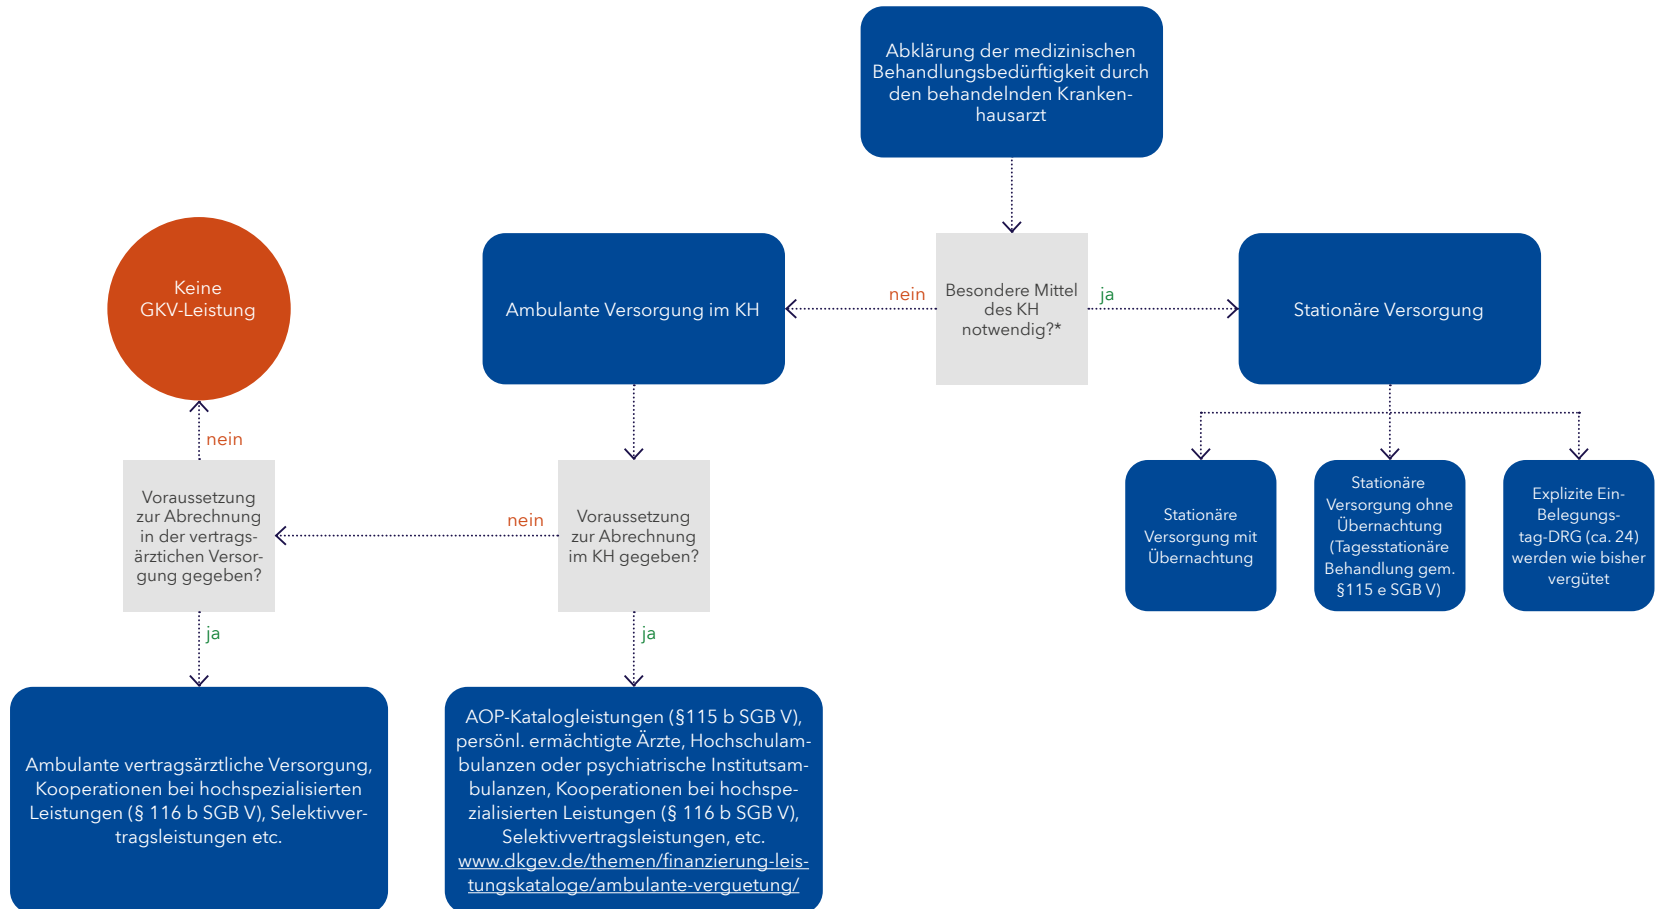 Abklärung der medizinischen
Behandlungsbedürftigkeit durch
den behandelnden Kranken-
hausarzt
Keine
GKV-Leistung
Ambulante Versorgung im KH
nein
Besondere Mittel
des KH
notwendig?*
ja
Stationäre Versorgung
nein
Voraussetzung
zur Abrechnung
in der vertrags-
ärztlichen Versor-
gung gegeben?
nein
Voraussetzung
zur Abrechnung
im KH gegeben?
Stationäre
Versorgung mit
Übernachtung
Stationäre
Versorgung ohne
Übernachtung
(Tagesstationäre
Behandlung gem.
§115 e SGB V)
Explizite Ein-
Belegungs-
tag-DRG (ca. 24)
werden wie bisher
vergütet
ja
ja
Ambulante vertragsärztliche Versorgung,
Kooperationen bei hochspezialisierten
Leistungen (§ 116 b SGB V), Selektivver-
tragsleistungen etc.
AOP-Katalogleistungen (§115 b SGB V),
persönl. ermächtigte Ärzte, Hochschulam-
bulanzen oder psychiatrische Institutsam-
bulanzen, Kooperationen bei hochspe-
zialisierten Leistungen (§ 116 b SGB V),
Selektivvertragsleistungen, etc.
www.dkgev.de/themen/finanzierung-leis-
tungskataloge/ambulante-verguetung/